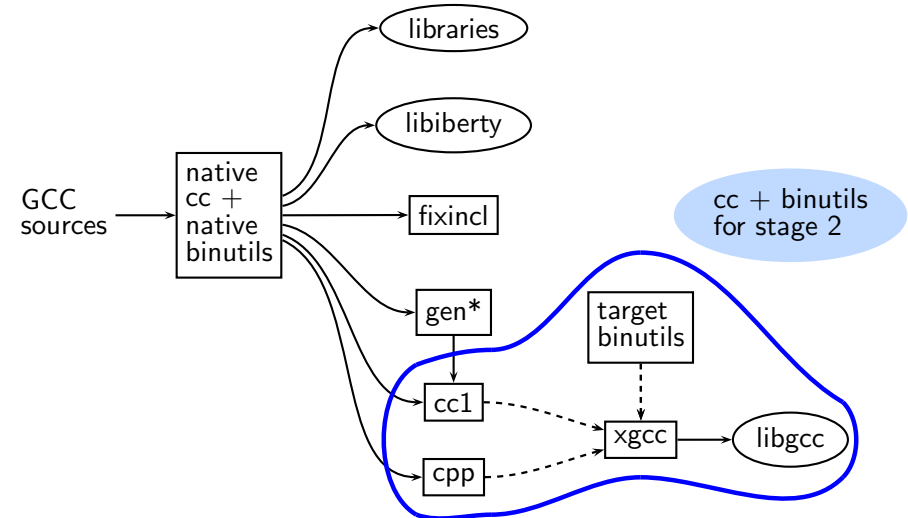 libraries
libiberty
GCC
sources
native
cc +
native
binutils
fixincl
cc + binutils
for stage 2
gen*
target
binutils
cc1
xgcc
libgcc
cpp